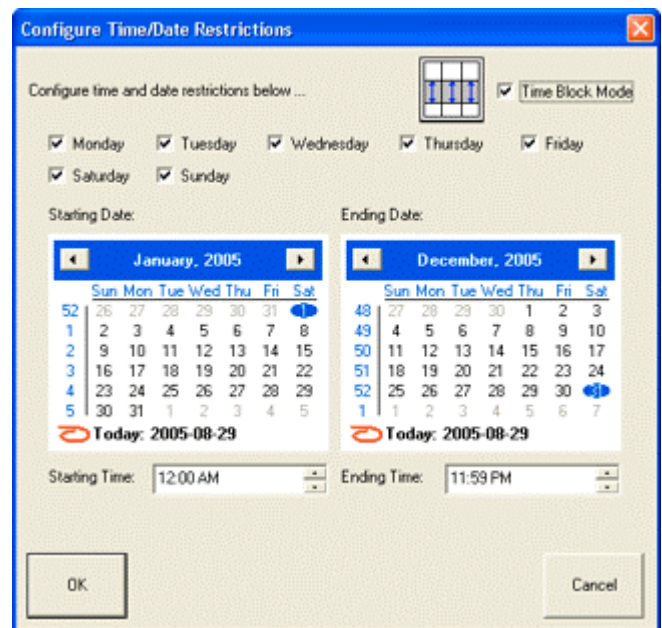 Configure Time/Date Restrictions
Configure time and date restrictions below ...
Time Block Mode
Monday Tuesday Wednesday Thursday Friday
Saturday Sunday
Starting Date:
January, 2005
Sun Mon Tue Wed Thu Fri Sat
52 26 27 28 29 30 31 1
1 2 3 4 5 6 7 8
2 9 10 11 12 13 14 15
3 16 17 18 19 20 21 22
4 23 24 25 26 27 28 29
5 30 31 1 2 3 4 5
Today: 2005-08-29
Ending Date:
December, 2005
Sun Mon Tue Wed Thu Fri Sat
48 27 28 29 30 1 2 3
49 4 5 6 7 8 9 10
50 11 12 13 14 15 16 17
51 18 19 20 21 22 23 24
52 25 26 27 28 29 30 31
1 1 2 3 4 5 6 7
Today: 2005-08-29
Starting Time: 12:00 AM
Ending Time: 11:59 PM
OK
Cancel